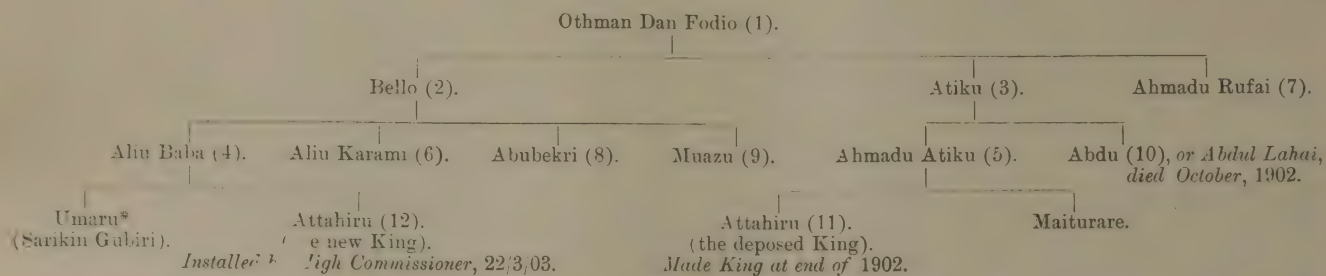 Othman Dan Fodio (1).
Bello (2). Atiku (3). Ahmadu Rufai (7).
Aliu Baba (4). Aliu Karami (6). Abubekri (8). Muazu (9). Ahmadu Atiku (5). Abdu (10), or Abdul Lahai,
died October, 1902.
Umaru* Attahiru (12). Attahiru (11). Maiturare.
(Sarikin Gubiri). new King). (the deposed King).
Installed High Commissioner, 22/3/03. Made King at end of 1902.